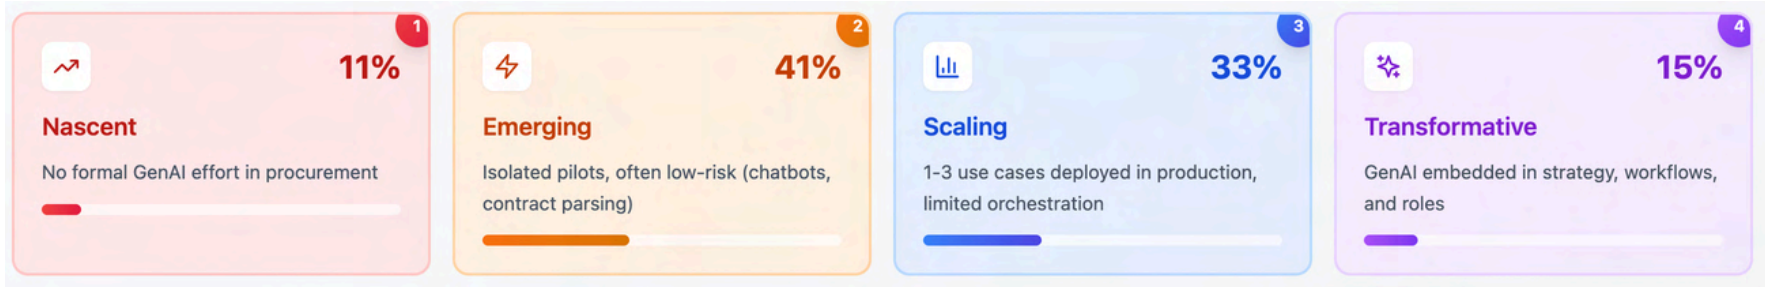 1
11%
Nascent
No formal GenAI effort in procurement
2
41%
Emerging
Isolated pilots, often low-risk (chatbots,
contract parsing)
3
33%
Scaling
1-3 use cases deployed in production,
limited orchestration
4
15%
Transformative
GenAI embedded in strategy, workflows,
and roles